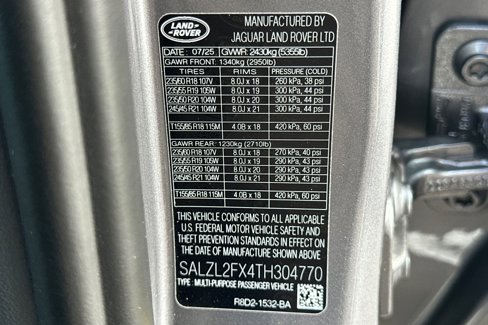 LAND
ROVER
MANUFACTURED BY
JAGUAR LAND ROVER LTD
DATE : 07/25 GVWR: 2430kg (5355lb)
GAWR FRONT: 1340kg (2950lb)
TIRES RIMS PRESSURE (COLD)
235/60 R18 107V 8.0J x 18 260 kPa, 38 psi
235/55 R19 105W 8.0J x 19 300 kPa, 44 psi
235/50 R20 104W 8.0J x 20 300 kPa, 44 psi
245/45 R21 104W 8.0J x 21 300 kPa, 44 psi
T155/85 R18 115M 4.0B x 18 420 kPa, 60 psi
GAWR REAR: 1230kg (2710lb)
235/60 R18 107V 8.0J x 18 270 kPa, 40 psi
235/55 R19 105W 8.0J x 19 290 kPa, 43 psi
235/50 R20 104W 8.0J x 20 290 kPa, 43 psi
245/45 R21 104W 8.0J x 21 290 kPa, 43 psi
T155/85 R18 115M 4.0B x 18 420 kPa, 60 psi
THIS VEHICLE CONFORMS TO ALL APPLICABLE
U.S. FEDERAL MOTOR VEHICLE SAFETY AND
THEFT PREVENTION STANDARDS IN EFFECT ON
THE DATE OF MANUFACTURE SHOWN ABOVE
SALZL2FX4TH304770
TYPE : MULTI-PURPOSE PASSENGER VEHICLE
R8D2-1532-BA